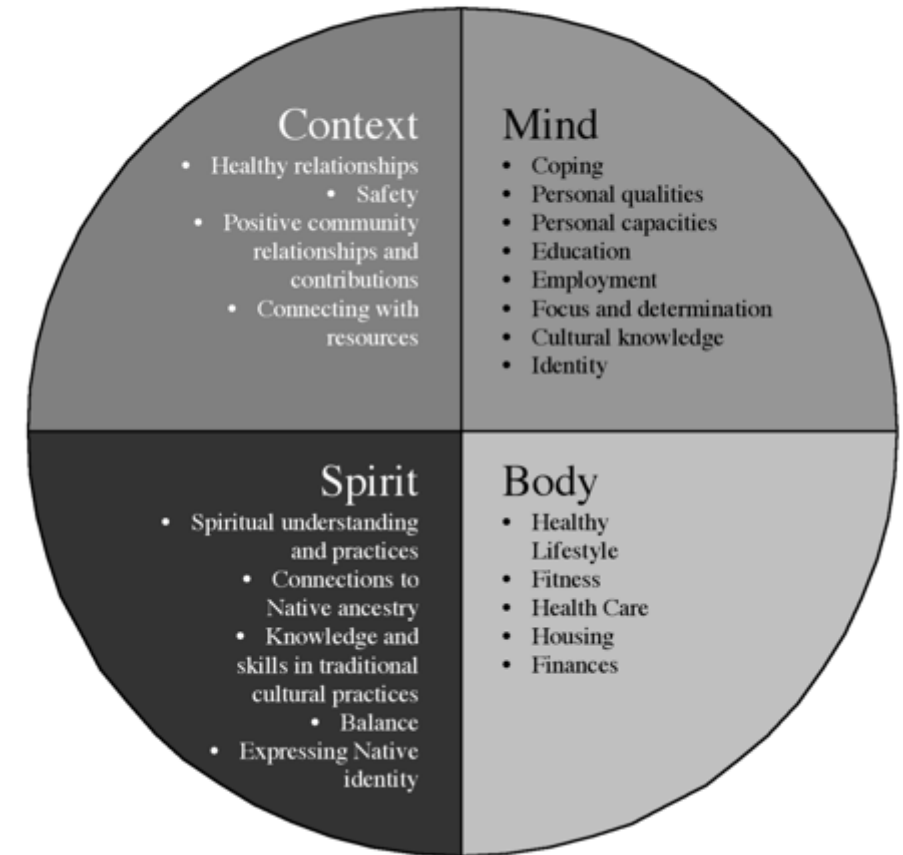 Context
• Healthy relationships
• Safety
• Positive community
relationships and
contributions
• Connecting with
resources
Mind
• Coping
• Personal qualities
• Personal capacities
• Education
• Employment
• Focus and determination
• Cultural knowledge
• Identity
Spirit
• Spiritual understanding
and practices
• Connections to
Native ancestry
• Knowledge and
skills in traditional
cultural practices
• Balance
• Expressing Native
identity
Body
• Healthy
Lifestyle
• Fitness
• Health Care
• Housing
• Finances